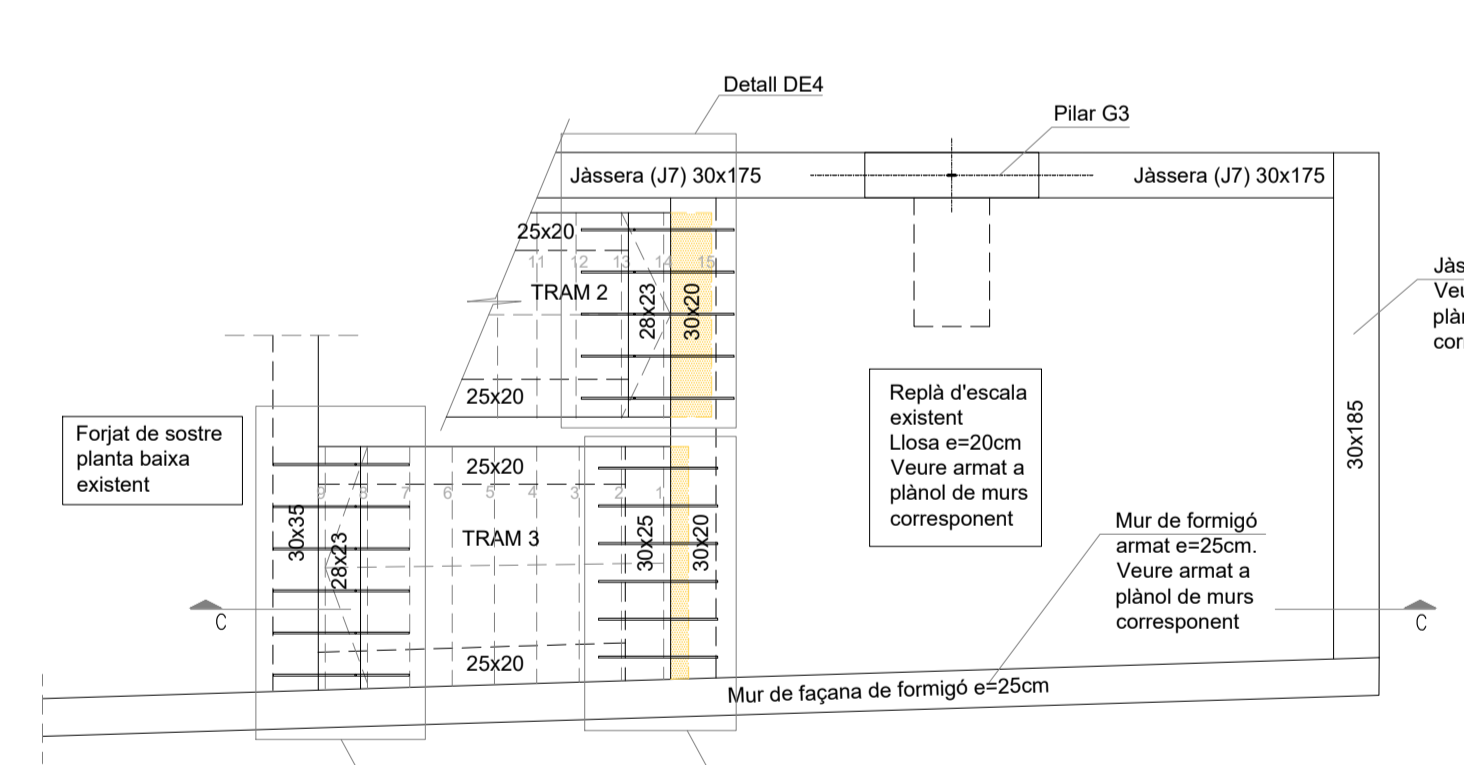 Detall DE4
Pilar G3
Jàssera (J7) 30x175
Jàssera (J7) 30x175
25x20
11
12
13
14
15
TRAM 2
28x23
30x20
25x20
Jàs
Veu
plàn
cor
30x185
Replà d'escala
existent
Llosa e=20cm
Veure armat a
plànol de murs
corresponent
Forjat de sostre
planta baixa
existent
25x20
9
8
7
6
5
4
3
2
1
30x35
28x23
TRAM 3
30x25
30x20
25x20
Mur de formigó
armat e=25cm.
Veure armat a
plànol de murs
corresponent
C
C
Mur de façana de formigó e=25cm